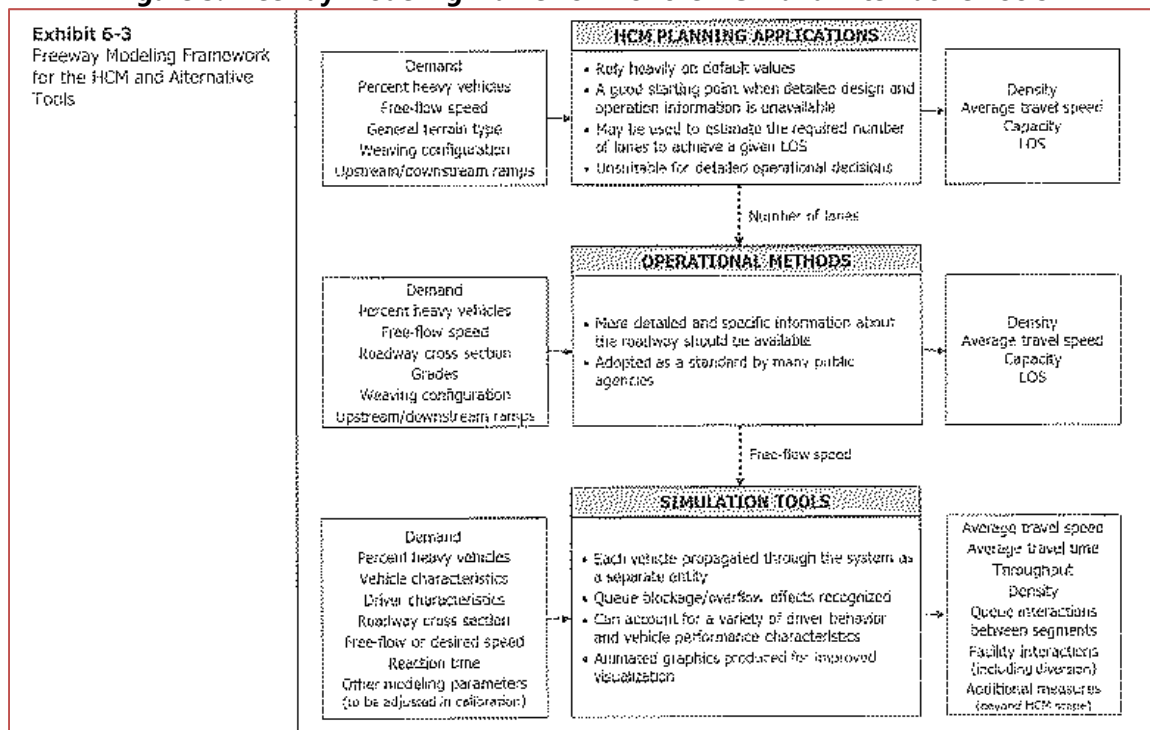 Exhibit 6-3
Freeway Modeling Framework
for the HCM and Alternative
Tools
Demand
Percent heavy vehicles
Free-flow speed
General terrain type
Weaving configuration
Upstream/downstream ramps
HCM PLANNING APPLICATIONS
• Rely heavily on default values
• A good starting point when detailed design and
operation information is unavailable
• May be used to estimate the required number
of lanes to achieve a given LOS
• Unsuitable for detailed operational decisions
Density
Average travel speed
Capacity
LOS
Number of lanes
Demand
Percent heavy vehicles
Free-flow speed
Roadway cross section
Grades
Weaving configuration
Upstream/downstream ramps
OPERATIONAL METHODS
• More detailed and specific information about
the roadway should be available
• Adopted as a standard by many public
agencies
Density
Average travel speed
Capacity
LOS
Free-flow speed
Demand
Percent heavy vehicles
Vehicle characteristics
Driver characteristics
Roadway cross section
Free-flow or desired speed
Reaction time
Other modeling parameters
(to be adjusted in calibration)
SIMULATION TOOLS
• Each vehicle propagated through the system as
a separate entity
• Queue blockage/overflow effects recognized
• Can account for a variety of driver behavior
and vehicle performance characteristics
• Animated graphics produced for improved
visualization
Average travel speed
Average travel time
Throughput
Density
Queue interactions
between segments
Facility interactions
(including diversion)
Additional measures
(beyond HCM scope)